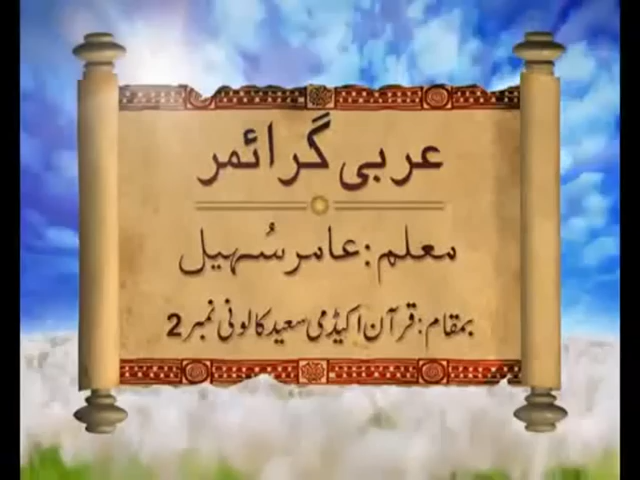 عربی گرائمر
معلم: عامر سُہیل
بمقام: قرآن اکیڈمی سعید کالونی نمبر 2